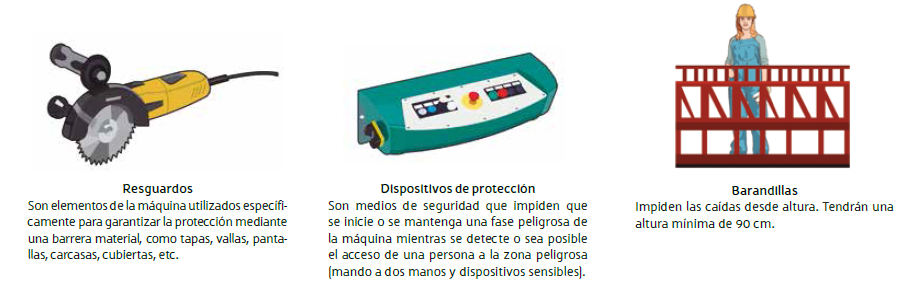 Resguardos
Son elementos de la máquina utilizados específi-
camente para garantizar la protección mediante
una barrera material, como tapas, vallas, panta-
llas, carcasas, cubiertas, etc.
Dispositivos de protección
Son medios de seguridad que impiden que
se inicie o se mantenga una fase peligrosa de
la máquina mientras se detecte o sea posible
el acceso de una persona a la zona peligrosa
(mando a dos manos y dispositivos sensibles).
Barandillas
Impiden las caídas desde altura. Tendrán una
altura mínima de 90 cm.